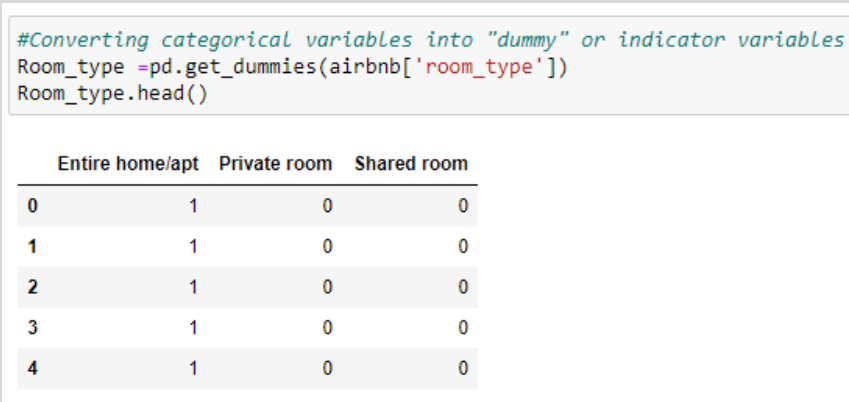 #Converting categorical variables into "dummy" or indicator variables
Room_type =pd.get_dummies(airbnb['room_type'])
Room_type.head()
Entire home/apt Private room Shared room
0 1 0 0
1 1 0 0
2 1 0 0
3 1 0 0
4 1 0 0